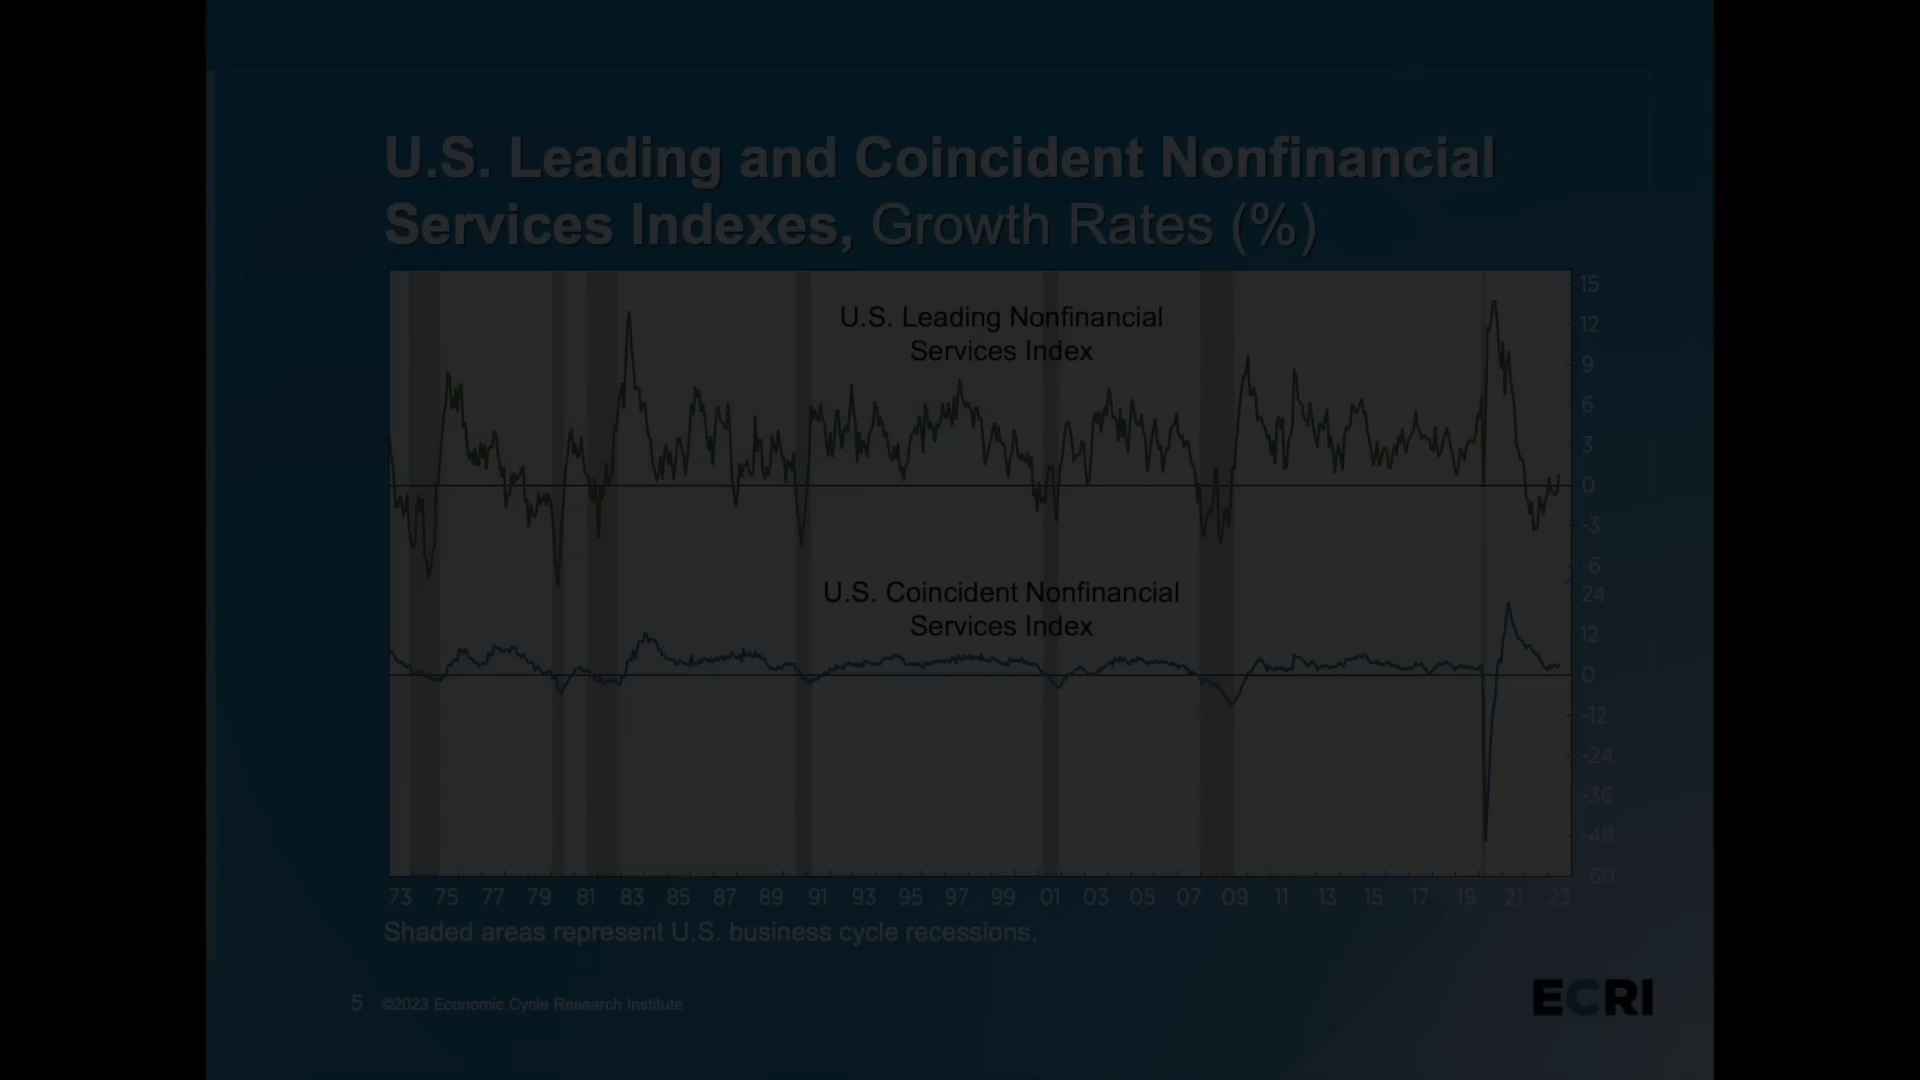 U.S. Leading and Coincident Nonfinancial
Services Indexes, Growth Rates (%)
U.S. Leading Nonfinancial
Services Index
15
12
9
6
3
0
-3
-6
U.S. Coincident Nonfinancial
Services Index
24
12
0
-12
-24
-36
-48
-60
73 75 77 79 81 83 85 87 89 91 93 95 97 99 01 03 05 07 09 11 13 15 17 19 21 23
Shaded areas represent U.S. business cycle recessions.
5 ©2023 Economic Cycle Research Institute
ECRI